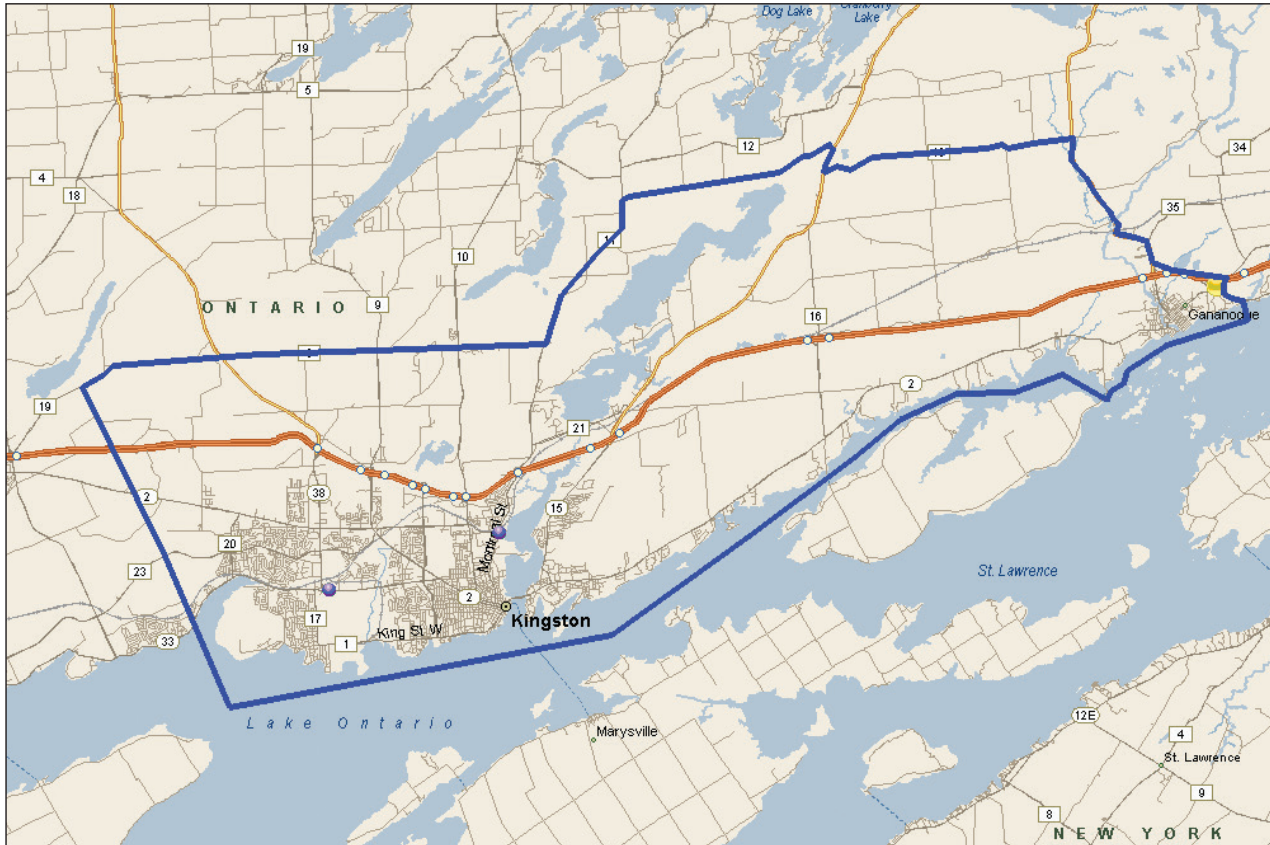 Dog Lake
Cranberry
Lake
19
5
12
34
4
18
35
10
9
ONTARIO
16
Gananoque
19
2
21
38
2
Montreal St
15
20
23
St. Lawrence
2
17
Kingston
King St W
33
1
Lake Ontario
12E
Marysville
4
St. Lawrence
9
8
NEW YORK